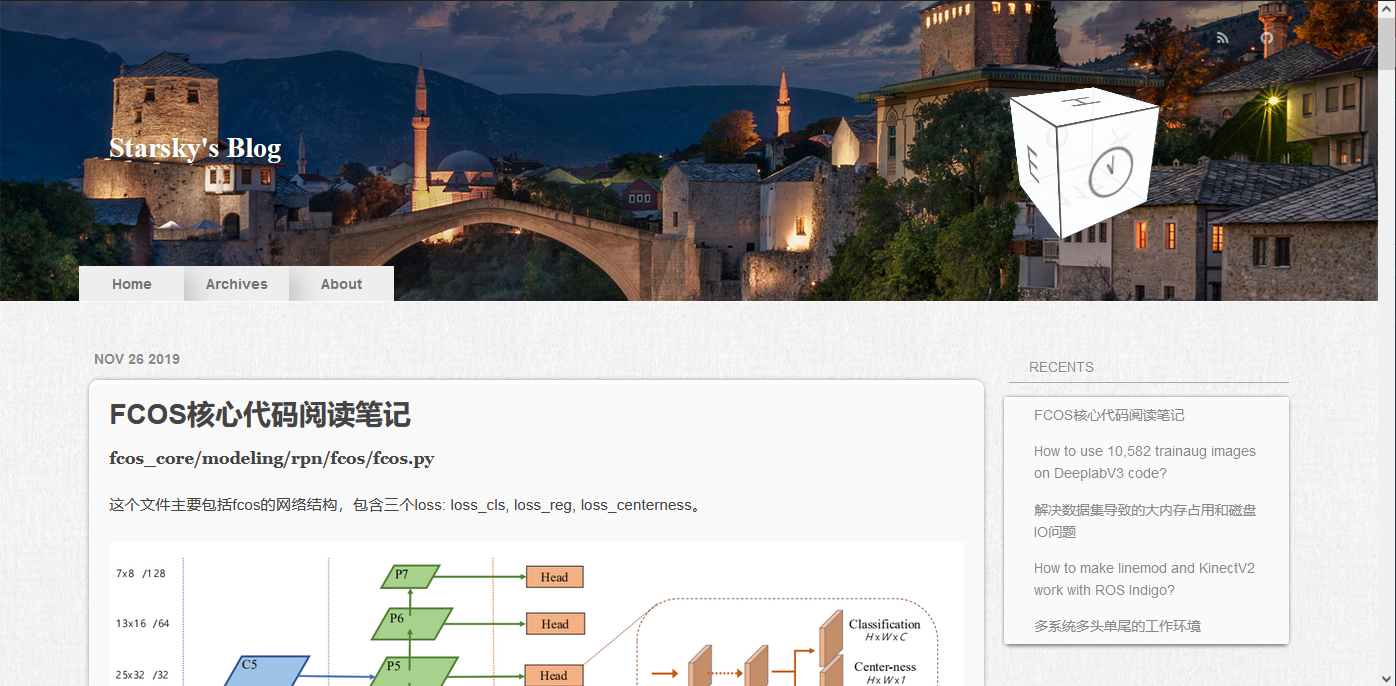 Starsky's Blog
Home
Archives
About
NOV 26 2019
FCOS核心代码阅读笔记
fcos_core/modeling/rpn/fcos/fcos.py
这个文件主要包括fcos的网络结构，包含三个loss: loss_cls, loss_reg, loss_centerness。
7x8 /128
P7
Head
13x16 /64
P6
Head
Classification
HxWxC
25x32 /32
C5
P5
Head
Center-ness
HxWx1
RECENTS
FCOS核心代码阅读笔记
How to use 10,582 trainaug images
on DeeplabV3 code?
解决数据集导致的大内存占用和磁盘
IO问题
How to make linemod and KinectV2
work with ROS Indigo?
多系统多头单尾的工作环境